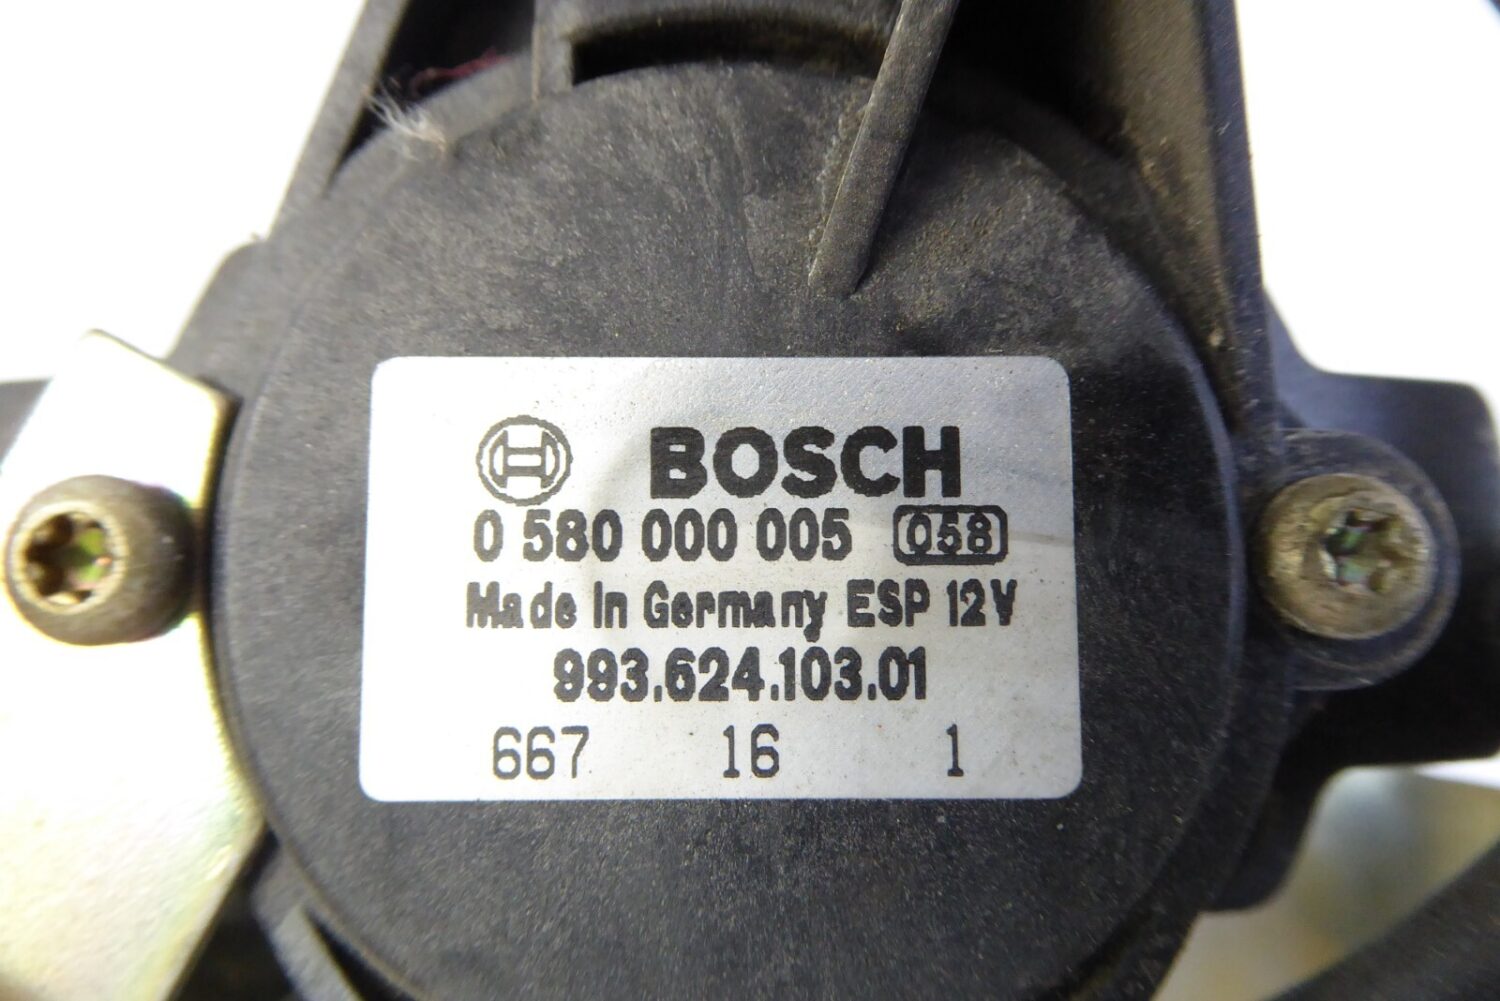 BOSCH
0 580 000 005 058
Made in Germany ESP 12V
993.624.103.01
667 16 1